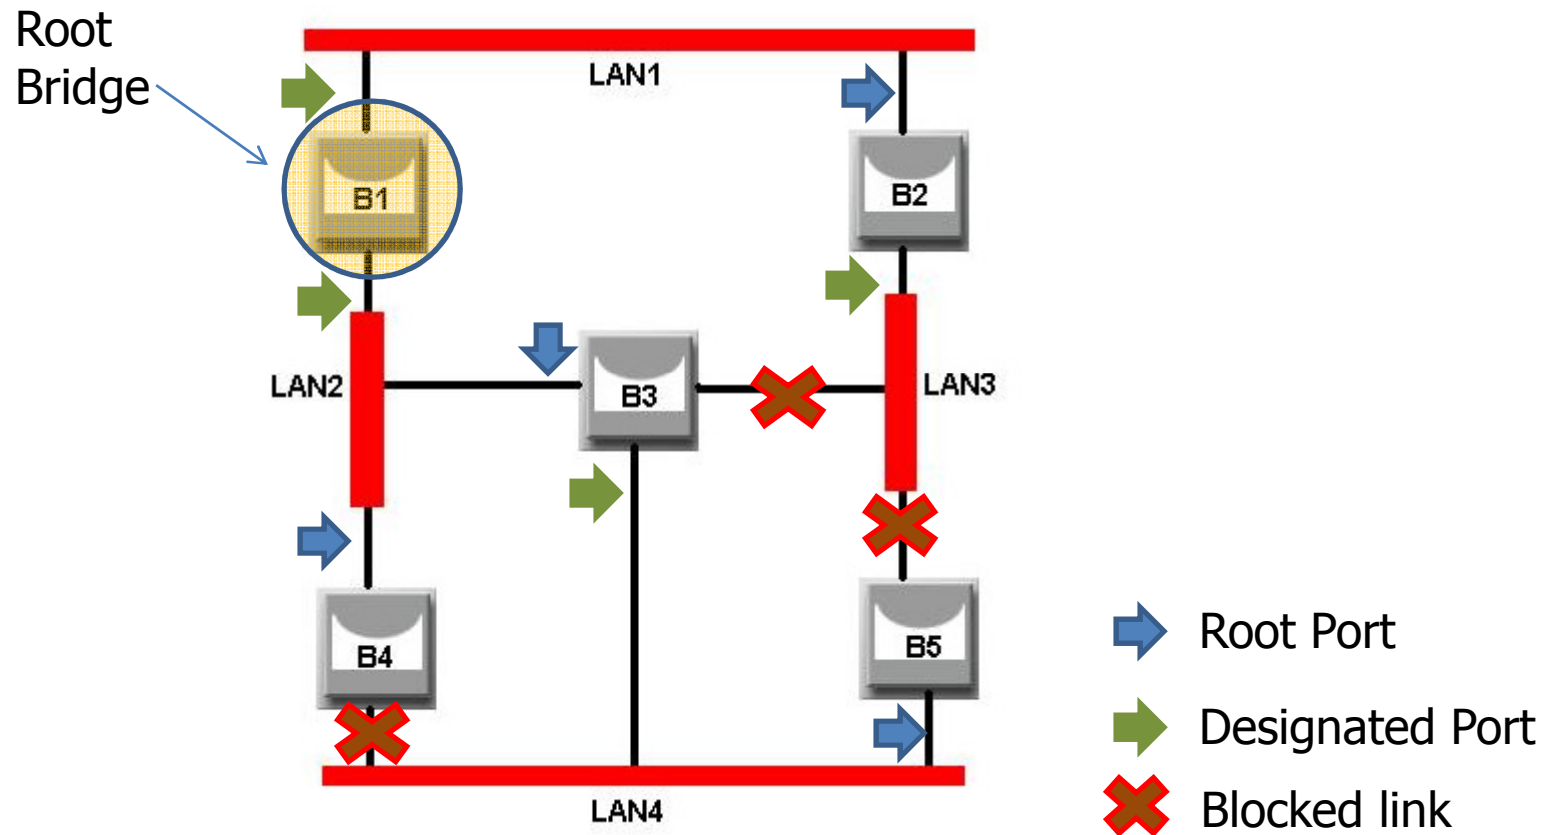 Root
Bridge
LAN1
B1
B2
LAN2
B3
LAN3
B4
B5
Root Port
Designated Port
LAN4
Blocked link